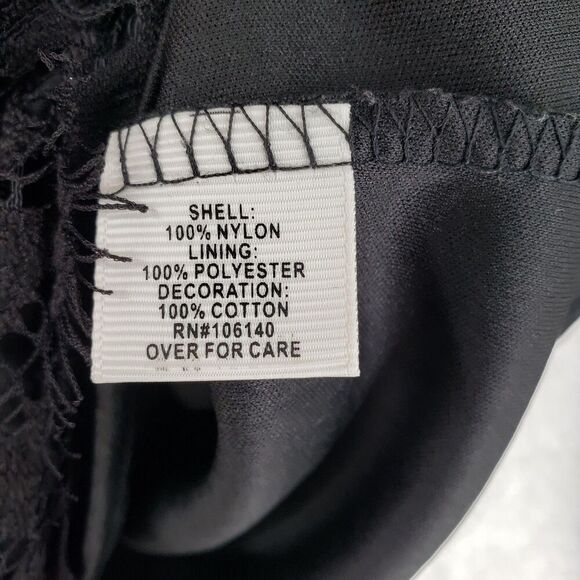 SHELL:
100% NYLON
LINING:
100% POLYESTER
DECORATION:
100% COTTON
RN#106140
OVER FOR CARE